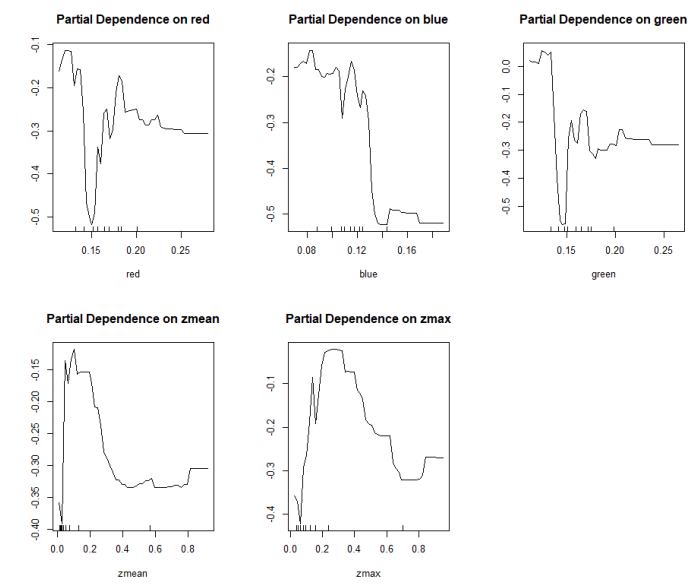 Partial Dependence on red
Partial Dependence on blue
Partial Dependence on green
-0.1
-0.2
-0.3
-0.4
-0.5
0.15 0.20 0.25
red
-0.2
-0.3
-0.4
-0.5
0.08 0.12 0.16
blue
0.0
-0.1
-0.2
-0.3
-0.4
-0.5
0.15 0.20 0.25
green
Partial Dependence on zmean
Partial Dependence on zmax
-0.15
-0.20
-0.25
-0.30
-0.35
-0.40
0.0 0.2 0.4 0.6 0.8
zmean
-0.1
-0.2
-0.3
-0.4
0.0 0.2 0.4 0.6 0.8
zmax